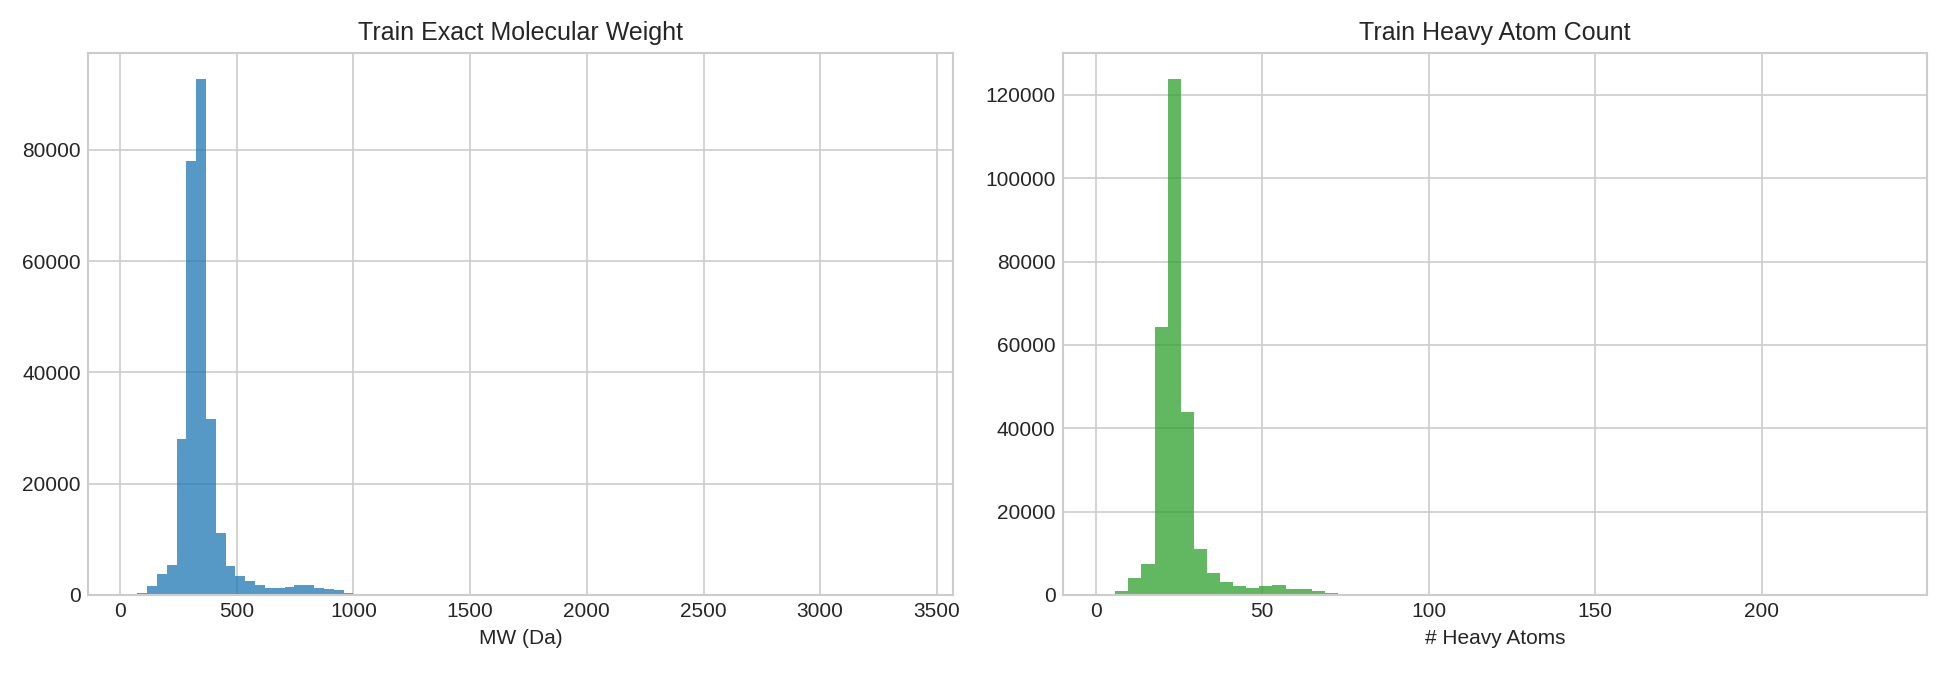 Train Exact Molecular Weight
80000
60000
40000
20000
0
0 500 1000 1500 2000 2500 3000 3500
MW (Da)
Train Heavy Atom Count
120000
100000
80000
60000
40000
20000
0
0 50 100 150 200
# Heavy Atoms